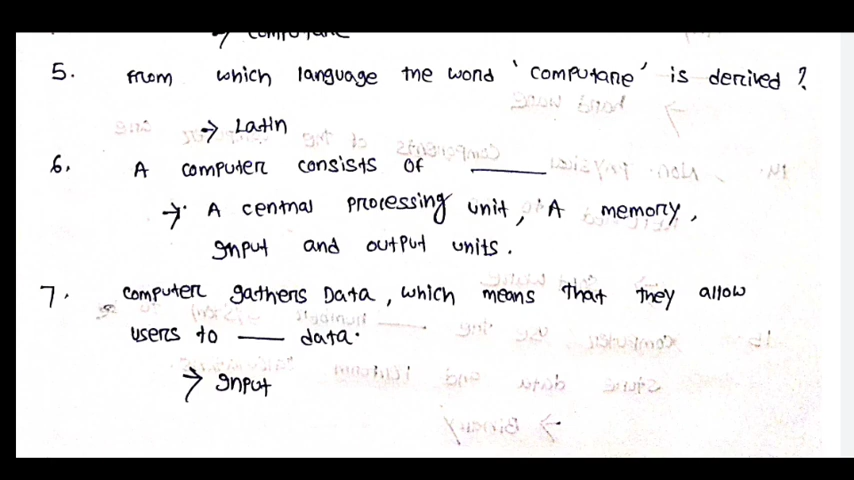 → computare
5. From which language the word 'computare' is derived?
→ Latin
6. A computer consists of ______
→ A central processing unit, A memory,
Input and output units.
7. computer gathers Data, which means that they allow
users to ____ data.
→ Input